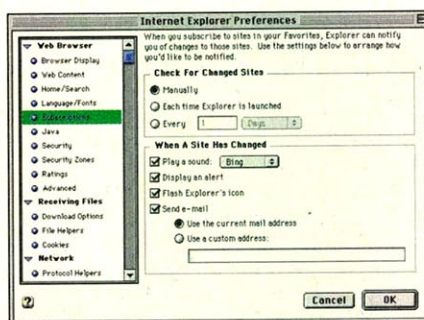 Internet Explorer Preferences
Web Browser
Browser Display
Web Content
Home/Search
Language/Fonts
Subscriptions
Java
Security
Security Zones
Ratings
Advanced
Receiving Files
Download Options
File Helpers
Cookies
Network
Protocol Helpers
When you subscribe to sites in your Favorites, Explorer can notify
you of changes to those sites. Use the settings below to arrange how
you'd like to be notified.
Check For Changed Sites
Manually
Each time Explorer is launched
Every 1 Days
When A Site Has Changed
Play a sound: Bing
Display an alert
Flash Explorer's icon
Send e-mail
Use the current mail address
Use a custom address:
?
Cancel OK